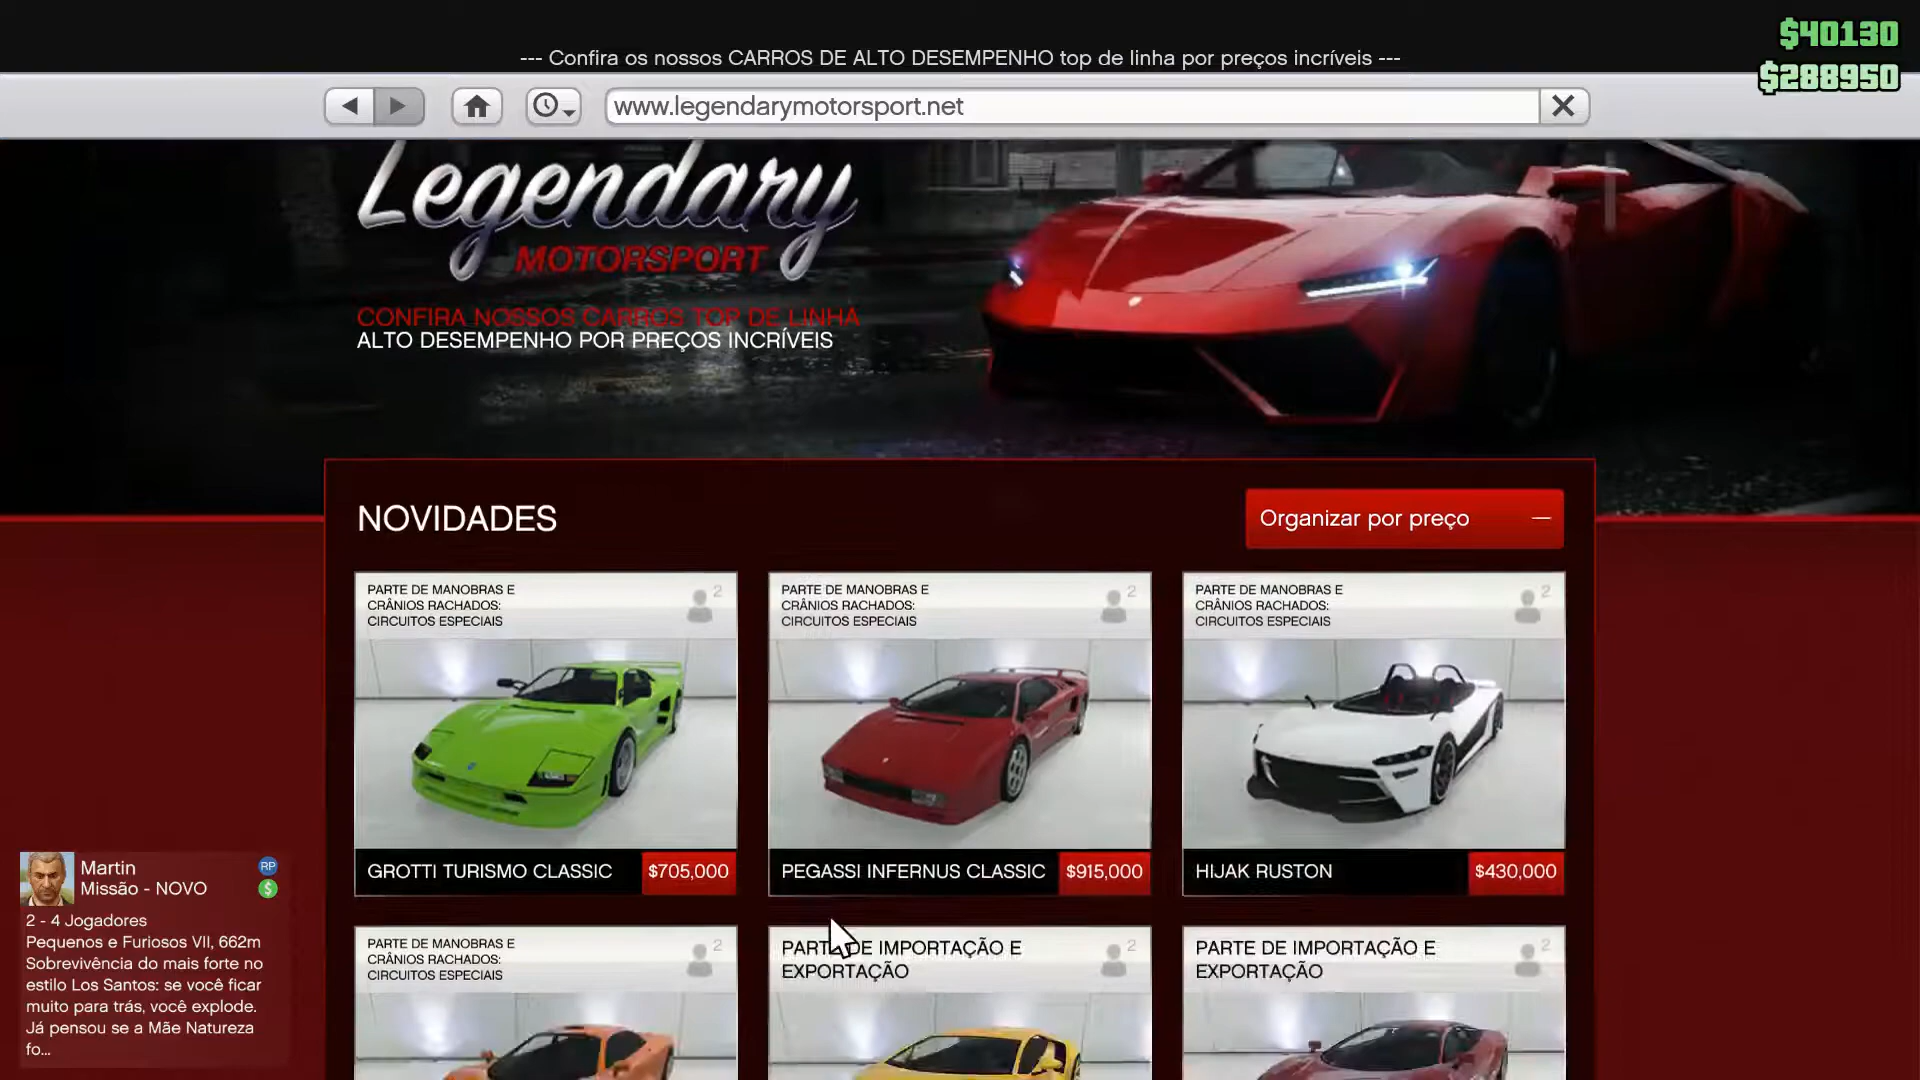 $40130
--- Confira os nossos CARROS DE ALTO DESEMPENHO top de linha por preços incríveis ---
$288950
www.legendarymotorsport.net
Legendary
MOTORSPORT
CONFIRA NOSSOS CARROS TOP DE LINHA
ALTO DESEMPENHO POR PREÇOS INCRÍVEIS
NOVIDADES
Organizar por preço
PARTE DE MANOBRAS E
CRÂNIOS RACHADOS:
CIRCUITOS ESPECIAIS
2
GROTTI TURISMO CLASSIC
$705,000
PARTE DE MANOBRAS E
CRÂNIOS RACHADOS:
CIRCUITOS ESPECIAIS
2
PEGASSI INFERNUS CLASSIC
$915,000
PARTE DE MANOBRAS E
CRÂNIOS RACHADOS:
CIRCUITOS ESPECIAIS
2
HIJAK RUSTON
$430,000
PARTE DE MANOBRAS E
CRÂNIOS RACHADOS:
CIRCUITOS ESPECIAIS
2
PARTE DE IMPORTAÇÃO E
EXPORTAÇÃO
2
PARTE DE IMPORTAÇÃO E
EXPORTAÇÃO
2
Martin
RP
Missão - NOVO
$
2 - 4 Jogadores
Pequenos e Furiosos VII, 662m
Sobrevivência do mais forte no
estilo Los Santos: se você ficar
muito para trás, você explode.
Já pensou se a Mãe Natureza
fo...